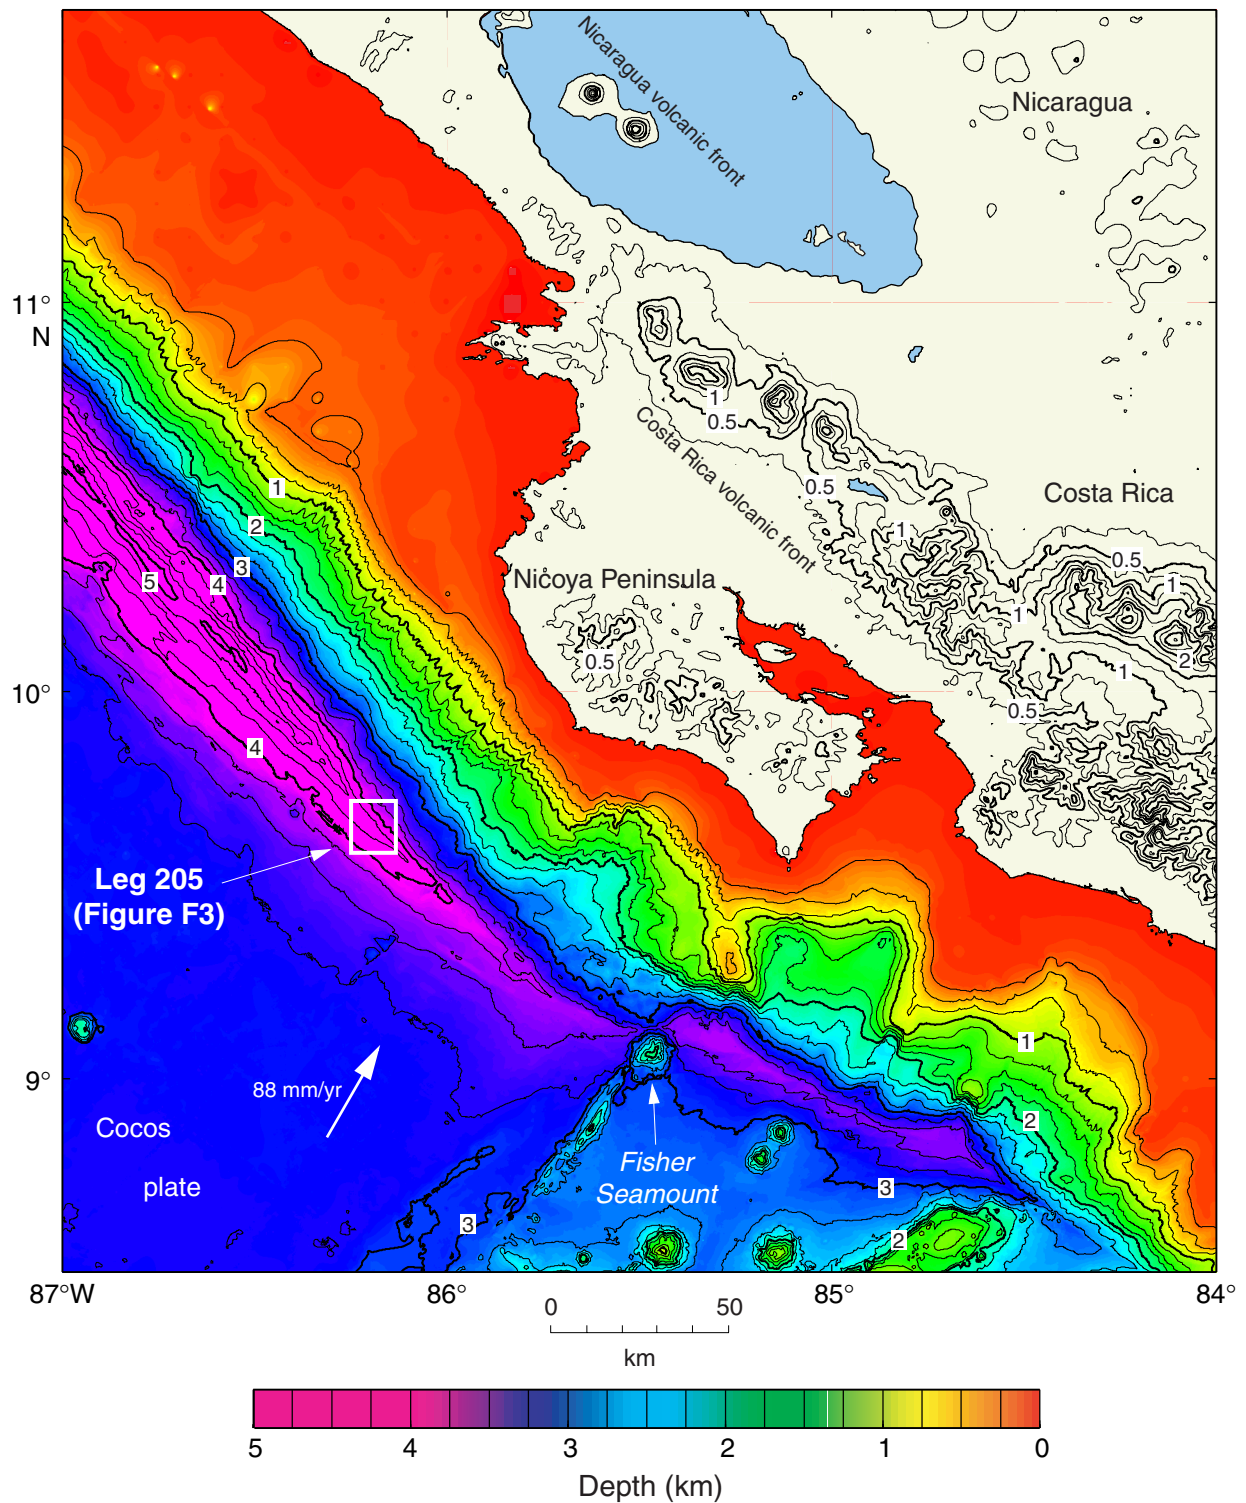 Nicaragua volcanic front
Nicaragua
11°
N
1
0.5
Costa Rica volcanic front
0.5
Costa Rica
1
2
1
0.5
1
3
5
4
Nicoya Peninsula
1
0.5
2
1
10°
0.5
4
Leg 205
(Figure F3)
1
9°
88 mm/yr
2
Cocos
plate
Fisher
Seamount
3
3
2
87°W
86°
85°
84°
0
50
km
5
4
3
2
1
0
Depth (km)